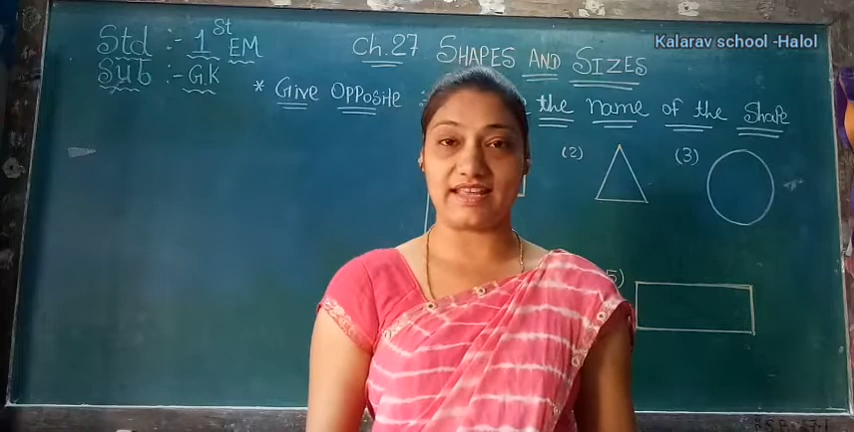 Kalarav school -Halol
Std :- 1st EM
Ch. 27 SHAPES AND SIZES
Sub :- GK
* Give Opposite the name of the Shape
(2) (3)
5)